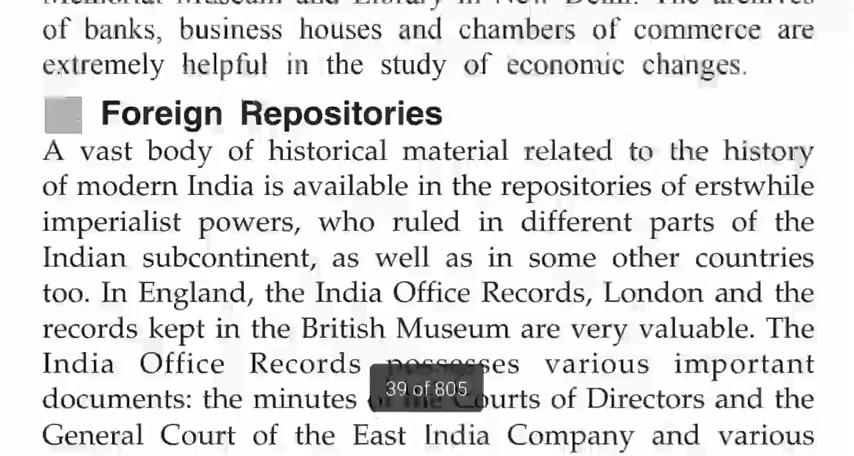 of banks, business houses and chambers of commerce are
extremely helpful in the study of economic changes.
Foreign Repositories
A vast body of historical material related to the history
of modern India is available in the repositories of erstwhile
imperialist powers, who ruled in different parts of the
Indian subcontinent, as well as in some other countries
too. In England, the India Office Records, London and the
records kept in the British Museum are very valuable. The
India Office Records possesses various important
39 of 805
documents: the minutes Courts of Directors and the
General Court of the East India Company and various